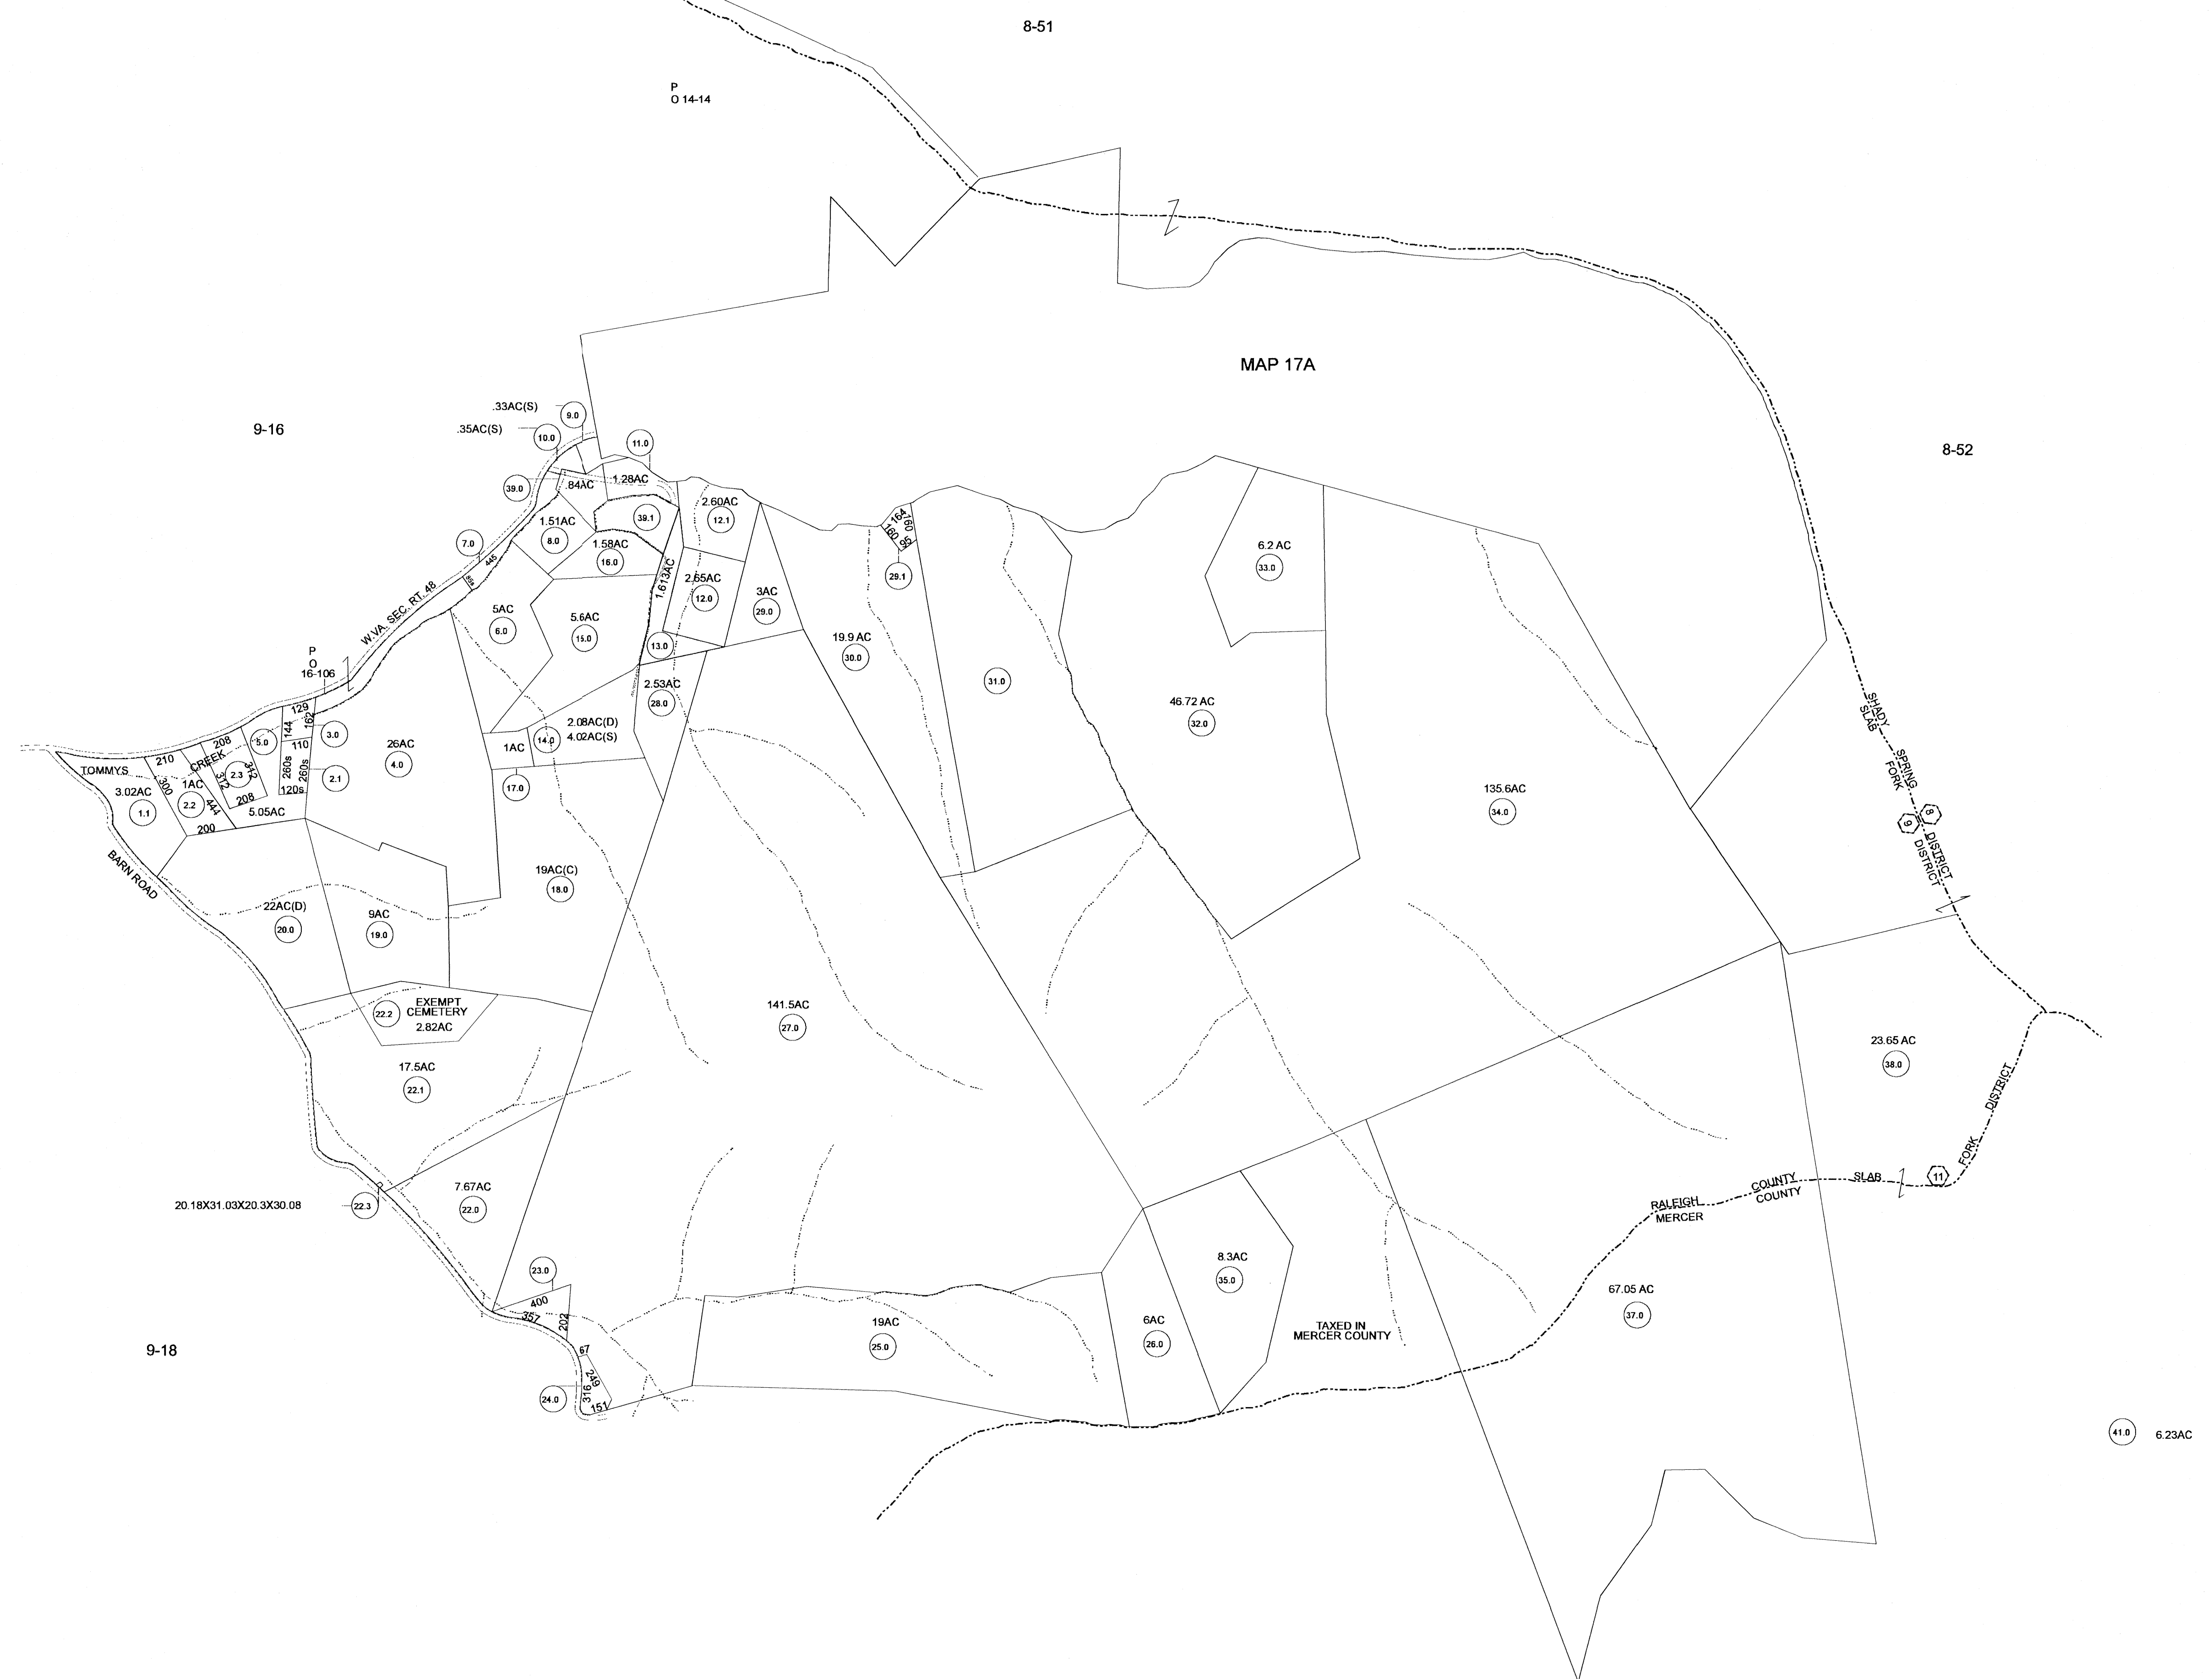 8-51
P
O 14-14
MAP 17A
9-16
8-52
.33AC(S)
9.0
.35AC(S)
10.0
11.0
39.0
.84AC
1.28AC
39.1
2.60AC
12.1
1.51AC
8.0
7.0
445
85s
1.58AC
16.0
1.613AC
2.65AC
12.0
3AC
29.0
164
160
160
95
29.1
6.2 AC
33.0
W.VA. SEC. RT. 48
5AC
6.0
5.6AC
15.0
13.0
19.9 AC
30.0
31.0
P
O
16-106
2.53AC
28.0
46.72 AC
32.0
2.08AC(D)
4.02AC(S)
14.0
1AC
17.0
129
144
162
3.0
110
260s
260s
120s
2.1
26AC
4.0
5.0
208
CREEK
312
312
2.3
208
5.05AC
210
TOMMYS
300
1AC
2.2
444
200
3.02AC
1.1
BARN ROAD
135.6AC
34.0
SHADY
SLAB
SPRING
FORK
8
9
DISTRICT
DISTRICT
19AC(C)
18.0
22AC(D)
20.0
9AC
19.0
22.2
EXEMPT
CEMETERY
2.82AC
141.5AC
27.0
23.65 AC
38.0
17.5AC
22.1
DISTRICT
FORK
11
SLAB
COUNTY
COUNTY
RALEIGH
MERCER
7.67AC
22.0
20.18X31.03X20.3X30.08
22.3
8.3AC
35.0
23.0
400
357
202
67.05 AC
37.0
9-18
19AC
25.0
6AC
26.0
TAXED IN
MERCER COUNTY
67
249
316
151
24.0
41.0
6.23AC